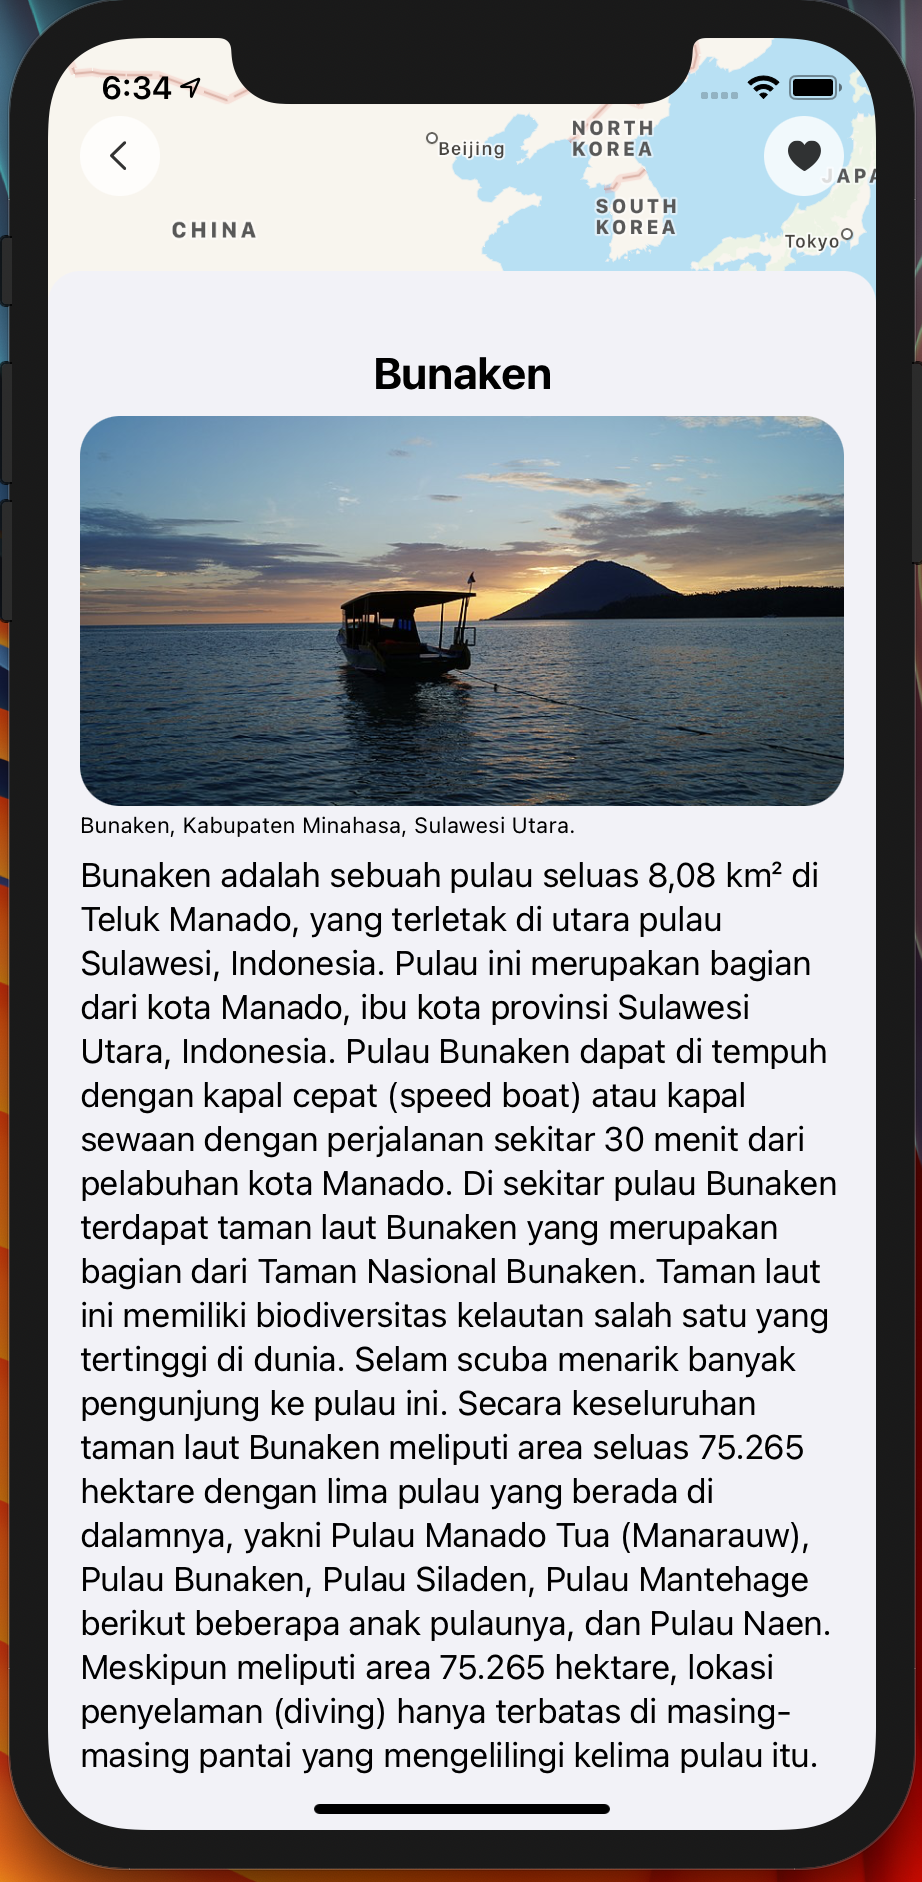 6:34
Beijing
NORTH
KOREA
JAPA
CHINA
SOUTH
KOREA
Tokyo
Bunaken
Bunaken, Kabupaten Minahasa, Sulawesi Utara.
Bunaken adalah sebuah pulau seluas 8,08 km² di
Teluk Manado, yang terletak di utara pulau
Sulawesi, Indonesia. Pulau ini merupakan bagian
dari kota Manado, ibu kota provinsi Sulawesi
Utara, Indonesia. Pulau Bunaken dapat di tempuh
dengan kapal cepat (speed boat) atau kapal
sewaan dengan perjalanan sekitar 30 menit dari
pelabuhan kota Manado. Di sekitar pulau Bunaken
terdapat taman laut Bunaken yang merupakan
bagian dari Taman Nasional Bunaken. Taman laut
ini memiliki biodiversitas kelautan salah satu yang
tertinggi di dunia. Selam scuba menarik banyak
pengunjung ke pulau ini. Secara keseluruhan
taman laut Bunaken meliputi area seluas 75.265
hektare dengan lima pulau yang berada di
dalamnya, yakni Pulau Manado Tua (Manarauw),
Pulau Bunaken, Pulau Siladen, Pulau Mantehage
berikut beberapa anak pulaunya, dan Pulau Naen.
Meskipun meliputi area 75.265 hektare, lokasi
penyelaman (diving) hanya terbatas di masing-
masing pantai yang mengelilingi kelima pulau itu.